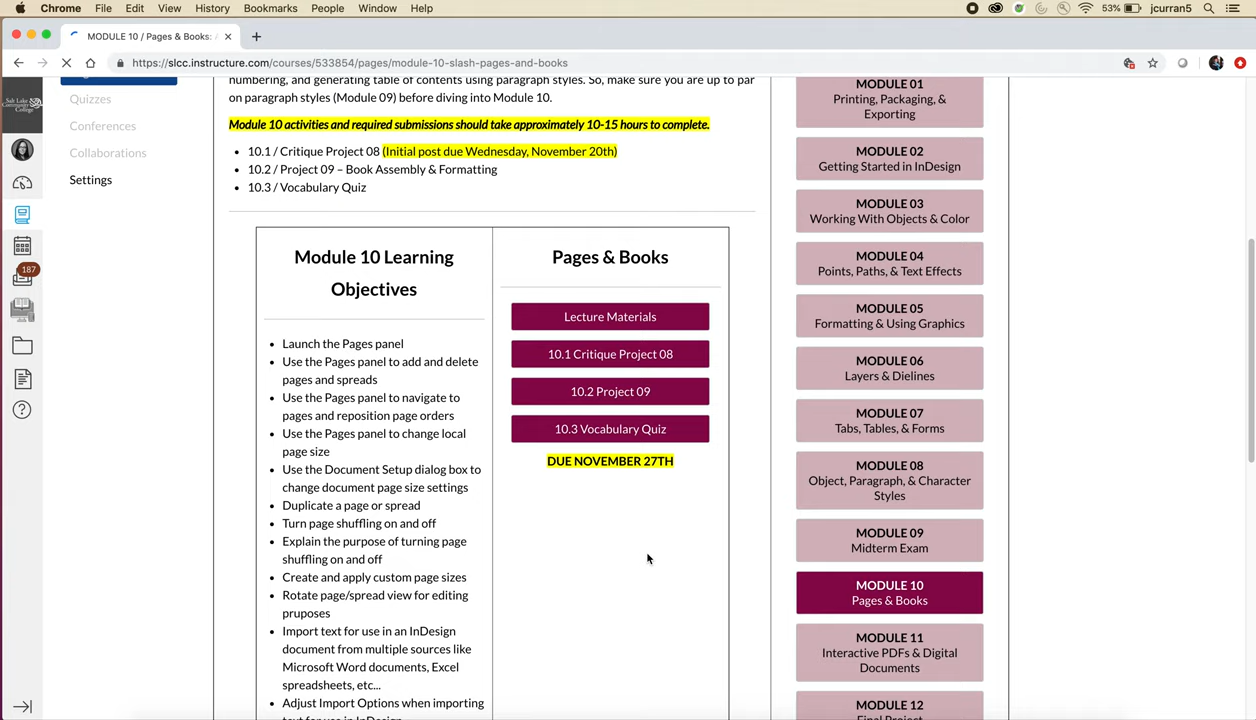 Chrome File Edit View History Bookmarks People Window Help 53% jcurran5
MODULE 10 / Pages & Books: A
https://slcc.instructure.com/courses/533854/pages/module-10-slash-pages-and-books
Salt Lake
Community
College
187
Quizzes
Conferences
Collaborations
Settings
numbering, and generating table of contents using paragraph styles. So, make sure you are up to par
on paragraph styles (Module 09) before diving into Module 10.
Module 10 activities and required submissions should take approximately 10-15 hours to complete.
10.1 / Critique Project 08 (Initial post due Wednesday, November 20th)
10.2 / Project 09 – Book Assembly & Formatting
10.3 / Vocabulary Quiz
Module 10 Learning
Objectives
Launch the Pages panel
Use the Pages panel to add and delete
pages and spreads
Use the Pages panel to navigate to
pages and reposition page orders
Use the Pages panel to change local
page size
Use the Document Setup dialog box to
change document page size settings
Duplicate a page or spread
Turn page shuffling on and off
Explain the purpose of turning page
shuffling on and off
Create and apply custom page sizes
Rotate page/spread view for editing
pruposes
Import text for use in an InDesign
document from multiple sources like
Microsoft Word documents, Excel
spreadsheets, etc...
Adjust Import Options when importing
text for use in InDesign
Pages & Books
Lecture Materials
10.1 Critique Project 08
10.2 Project 09
10.3 Vocabulary Quiz
DUE NOVEMBER 27TH
MODULE 01
Printing, Packaging, &
Exporting
MODULE 02
Getting Started in InDesign
MODULE 03
Working With Objects & Color
MODULE 04
Points, Paths, & Text Effects
MODULE 05
Formatting & Using Graphics
MODULE 06
Layers & Dielines
MODULE 07
Tabs, Tables, & Forms
MODULE 08
Object, Paragraph, & Character
Styles
MODULE 09
Midterm Exam
MODULE 10
Pages & Books
MODULE 11
Interactive PDFs & Digital
Documents
MODULE 12
Final Project